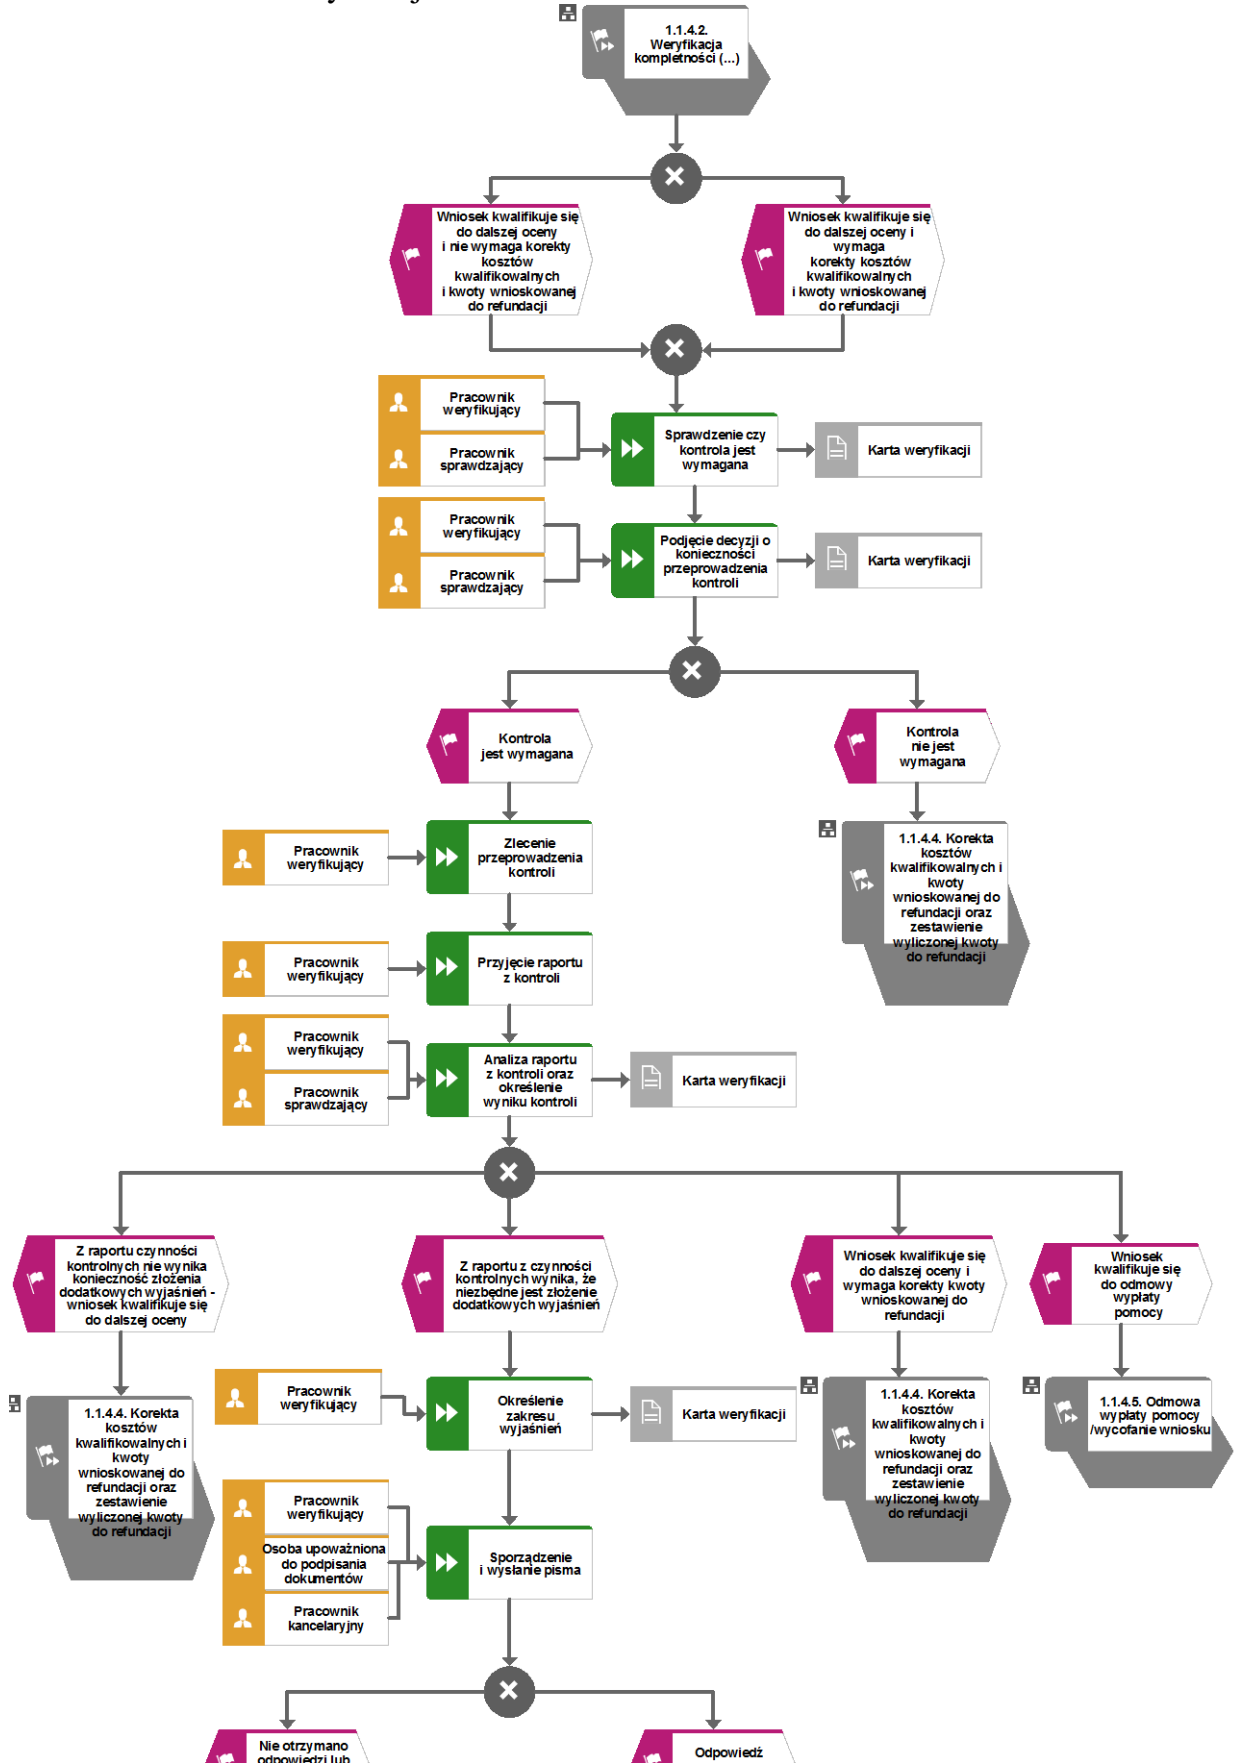 1.1.4.2.
Weryfikacja
kompletności (...)
Wniosek kwalifikuje się
do dalszej oceny
i nie wymaga korekty
kosztów
kwalifikowalnych
i kwoty wnioskowanej
do refundacji
Wniosek kwalifikuje się
do dalszej oceny i
wymaga
korekty kosztów
kwalifikowalnych
i kwoty wnioskowanej
do refundacji
Pracownik
weryfikujący
Pracownik
sprawdzający
Sprawdzenie czy
kontrola jest
wymagana
Karta weryfikacji
Pracownik
weryfikujący
Pracownik
sprawdzający
Podjęcie decyzji o
konieczności
przeprowadzenia
kontroli
Karta weryfikacji
Kontrola
jest wymagana
Kontrola
nie jest
wymagana
Pracownik
weryfikujący
Zlecenie
przeprowadzenia
kontroli
1.1.4.4. Korekta
kosztów
kwalifikowalnych i
kwoty
wnioskowanej do
refundacji oraz
zestawienie
wyliczonej kwoty
do refundacji
Pracownik
weryfikujący
Przyjęcie raportu
z kontroli
Pracownik
weryfikujący
Pracownik
sprawdzający
Analiza raportu
z kontroli oraz
określenie
wyniku kontroli
Karta weryfikacji
Z raportu czynności
kontrolnych nie wynika
konieczność złożenia
dodatkowych wyjaśnień -
wniosek kwalifikuje się
do dalszej oceny
Z raportu z czynności
kontrolnych wynika, że
niezbędne jest złożenie
dodatkowych wyjaśnień
Wniosek kwalifikuje się
do dalszej oceny i
wymaga korekty kwoty
wnioskowanej do
refundacji
Wniosek
kwalifikuje się
do odmowy
wypłaty
pomocy
1.1.4.4. Korekta
kosztów
kwalifikowalnych i
kwoty
wnioskowanej do
refundacji oraz
zestawienie
wyliczonej kwoty
do refundacji
Pracownik
weryfikujący
Określenie
zakresu
wyjaśnień
Karta weryfikacji
1.1.4.4. Korekta
kosztów
kwalifikowalnych i
kwoty
wnioskowanej do
refundacji oraz
zestawienie
wyliczonej kwoty
do refundacji
1.1.4.5. Odmowa
wypłaty pomocy
/wycofanie wniosku
Pracownik
weryfikujący
Osoba upoważniona
do podpisania
dokumentów
Pracownik
kancelaryjny
Sporządzenie
i wysłanie pisma
Nie otrzymano
odpowiedzi lub
Odpowiedź